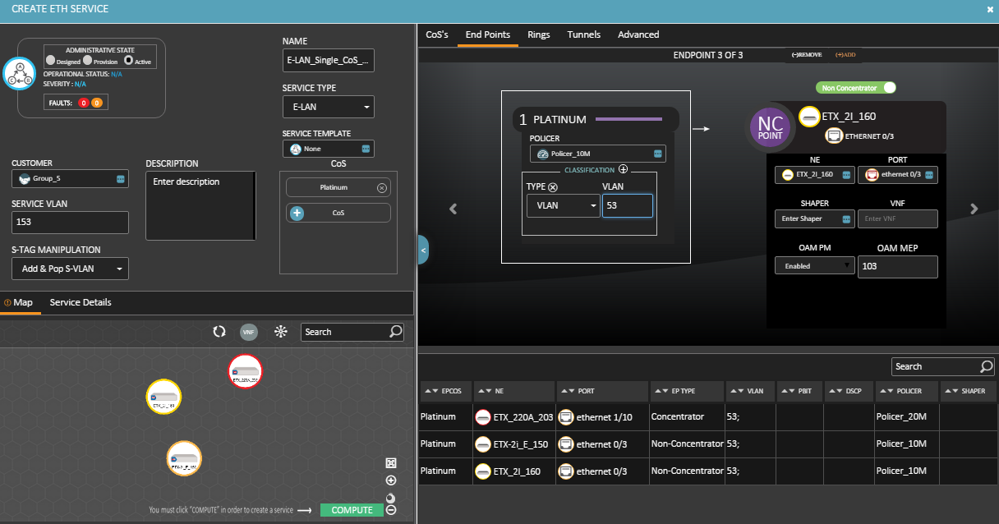 CREATE ETH SERVICE
ADMINISTRATIVE STATE
Designed Provision Active
OPERATIONAL STATUS: N/A
SEVERITY : N/A
FAULTS: 0 0
A
C B
NAME
E-LAN_Single_CoS_...
SERVICE TYPE
E-LAN
SERVICE TEMPLATE
None
CUSTOMER
Group_5
DESCRIPTION
Enter description
SERVICE VLAN
153
S-TAG MANIPULATION
Add & Pop S-VLAN
CoS
Platinum
CoS
Map Service Details
VNF
Search
ETX_220A_203
ETX_2I_160
You must click "COMPUTE" in order to create a service
COMPUTE
CoS's End Points Rings Tunnels Advanced
ENDPOINT 3 OF 3
(-)REMOVE (+)ADD
1 PLATINUM
POLICER
Policer_10M
CLASSIFICATION
TYPE VLAN
VLAN 53
<
Non Concentrator
NC
POINT
ETX_2I_160
ETHERNET 0/3
NE PORT
ETX_2I_160 ethernet 0/3
SHAPER VNF
Enter Shaper Enter VNF
OAM PM OAM MEP
Enabled 103
Search
EPCOS NE PORT EP TYPE VLAN PBIT DSCP POLICER SHAPER
Platinum ETX_220A_203 ethernet 1/10 Concentrator 53; Policer_20M
Platinum ETX-2i_E_150 ethernet 0/3 Non-Concentrator 53; Policer_10M
Platinum ETX_2I_160 ethernet 0/3 Non-Concentrator 53; Policer_10M